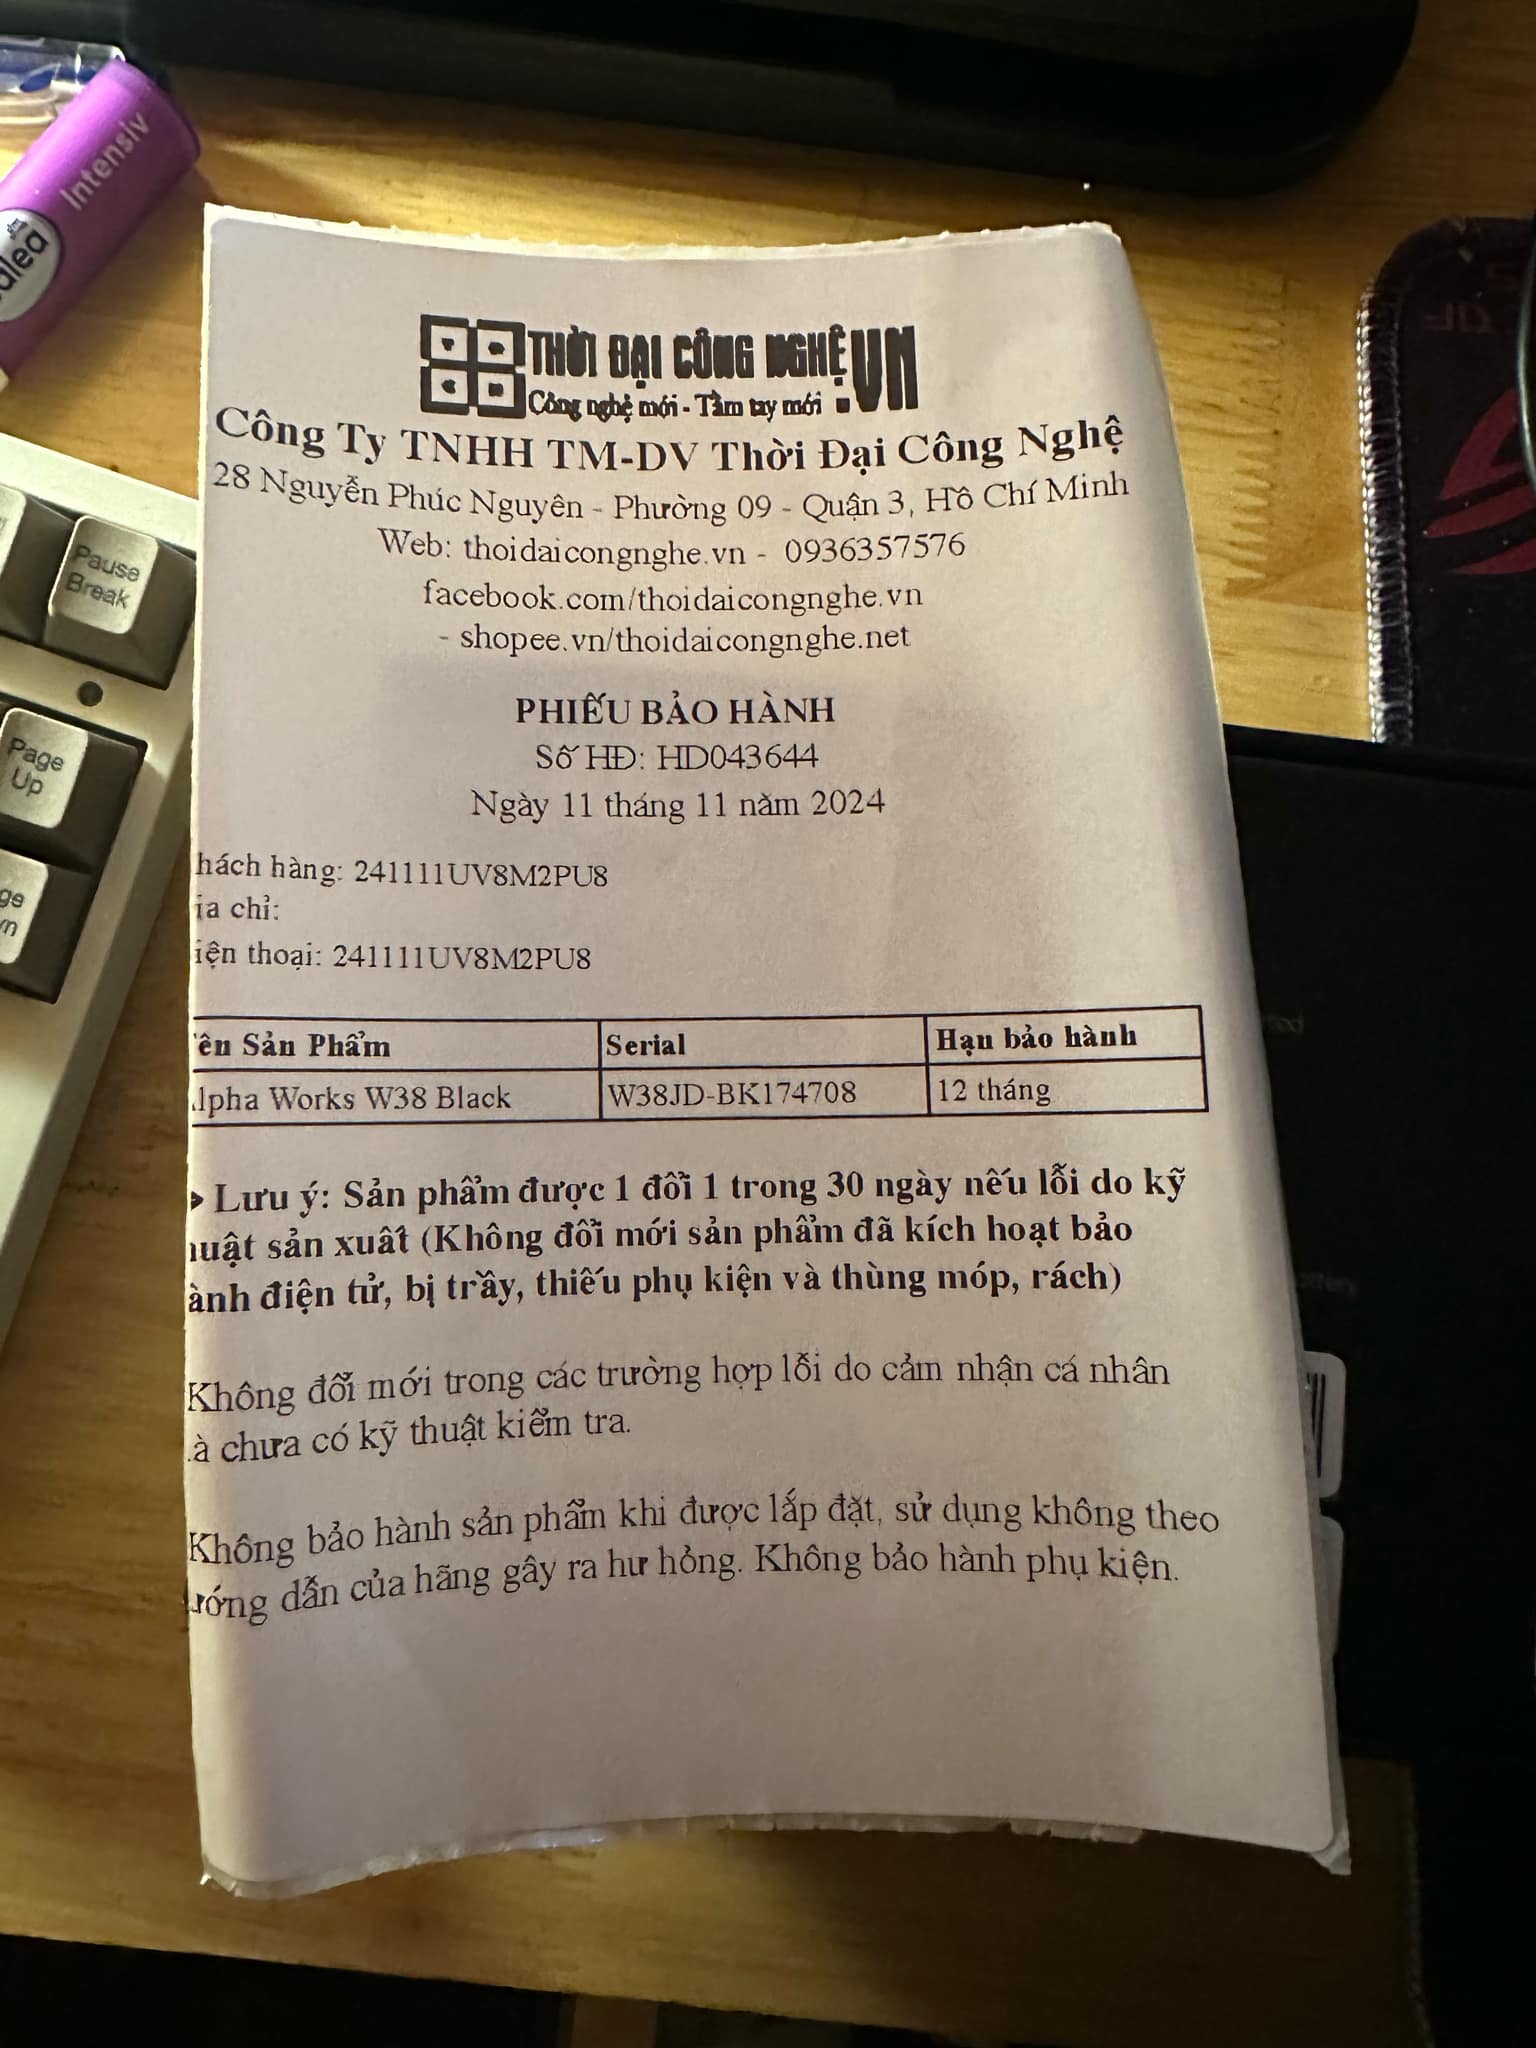 Intensiv
Pause
Break
Page
Up
THỜI ĐẠI CÔNG NGHỆ.VN
Công nghệ mới - Tầm tay mới
Công Ty TNHH TM-DV Thời Đại Công Nghệ
28 Nguyễn Phúc Nguyên - Phường 09 - Quận 3, Hồ Chí Minh
Web: thoidaicongnghe.vn - 0936357576
facebook.com/thoidaicongnghe.vn
- shopee.vn/thoidaicongnghe.net
PHIẾU BẢO HÀNH
Số HĐ: HD043644
Ngày 11 tháng 11 năm 2024
hách hàng: 241111UV8M2PU8
ịa chỉ:
iện thoại: 241111UV8M2PU8
ên Sản Phẩm Serial Hạn bảo hành
lpha Works W38 Black W38JD-BK174708 12 tháng
Lưu ý: Sản phẩm được 1 đổi 1 trong 30 ngày nếu lỗi do kỹ
uật sản xuất (Không đổi mới sản phẩm đã kích hoạt bảo
ành điện tử, bị trầy, thiếu phụ kiện và thùng móp, rách)
Không đổi mới trong các trường hợp lỗi do cảm nhận cá nhân
à chưa có kỹ thuật kiểm tra.
Không bảo hành sản phẩm khi được lắp đặt, sử dụng không theo
ướng dẫn của hãng gây ra hư hỏng. Không bảo hành phụ kiện.